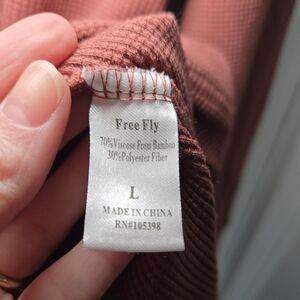 Free Fly
70%Viscose From Bamboo
30%Polyester Fiber
L
MADE IN CHINA
RN#105398